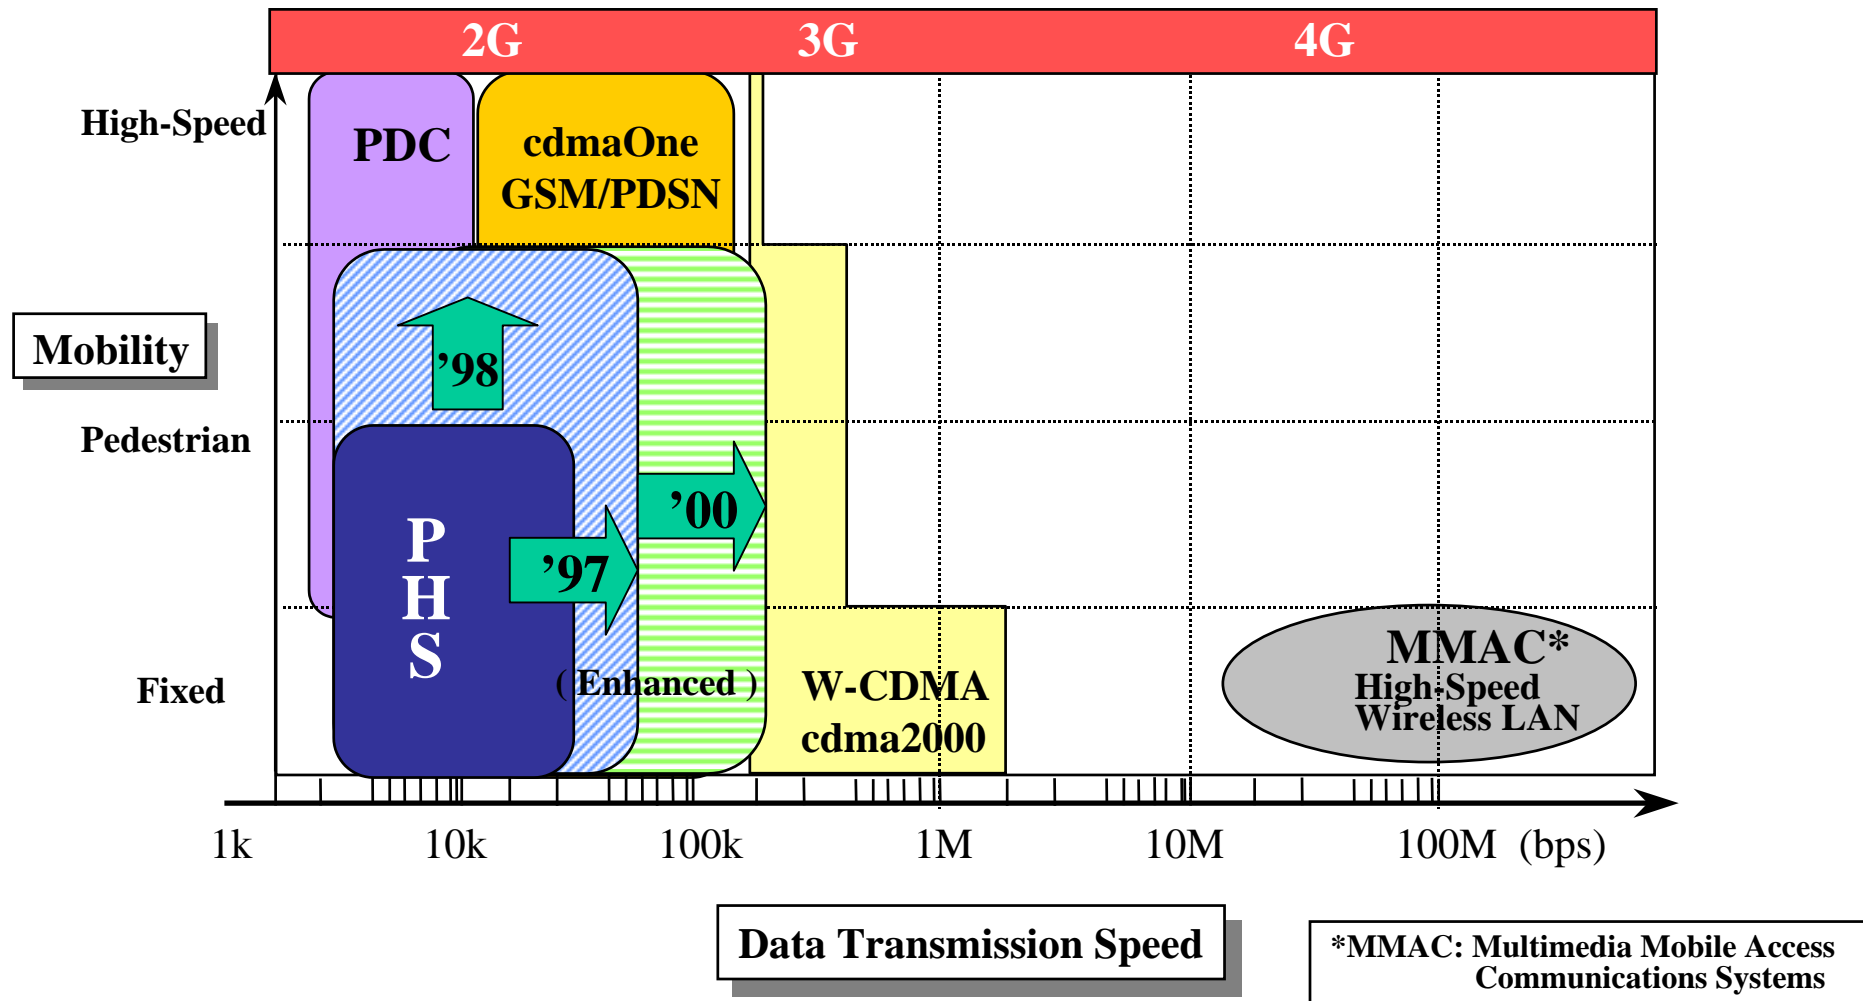 2G 3G 4G
High-Speed
PDC
cdmaOne
GSM/PDSN
Mobility
’98
Pedestrian
’00
P
H
S
’97
Fixed
( Enhanced )
W-CDMA
cdma2000
MMAC*
High-Speed
Wireless LAN
1k 10k 100k 1M 10M 100M (bps)
Data Transmission Speed
*MMAC: Multimedia Mobile Access
Communications Systems